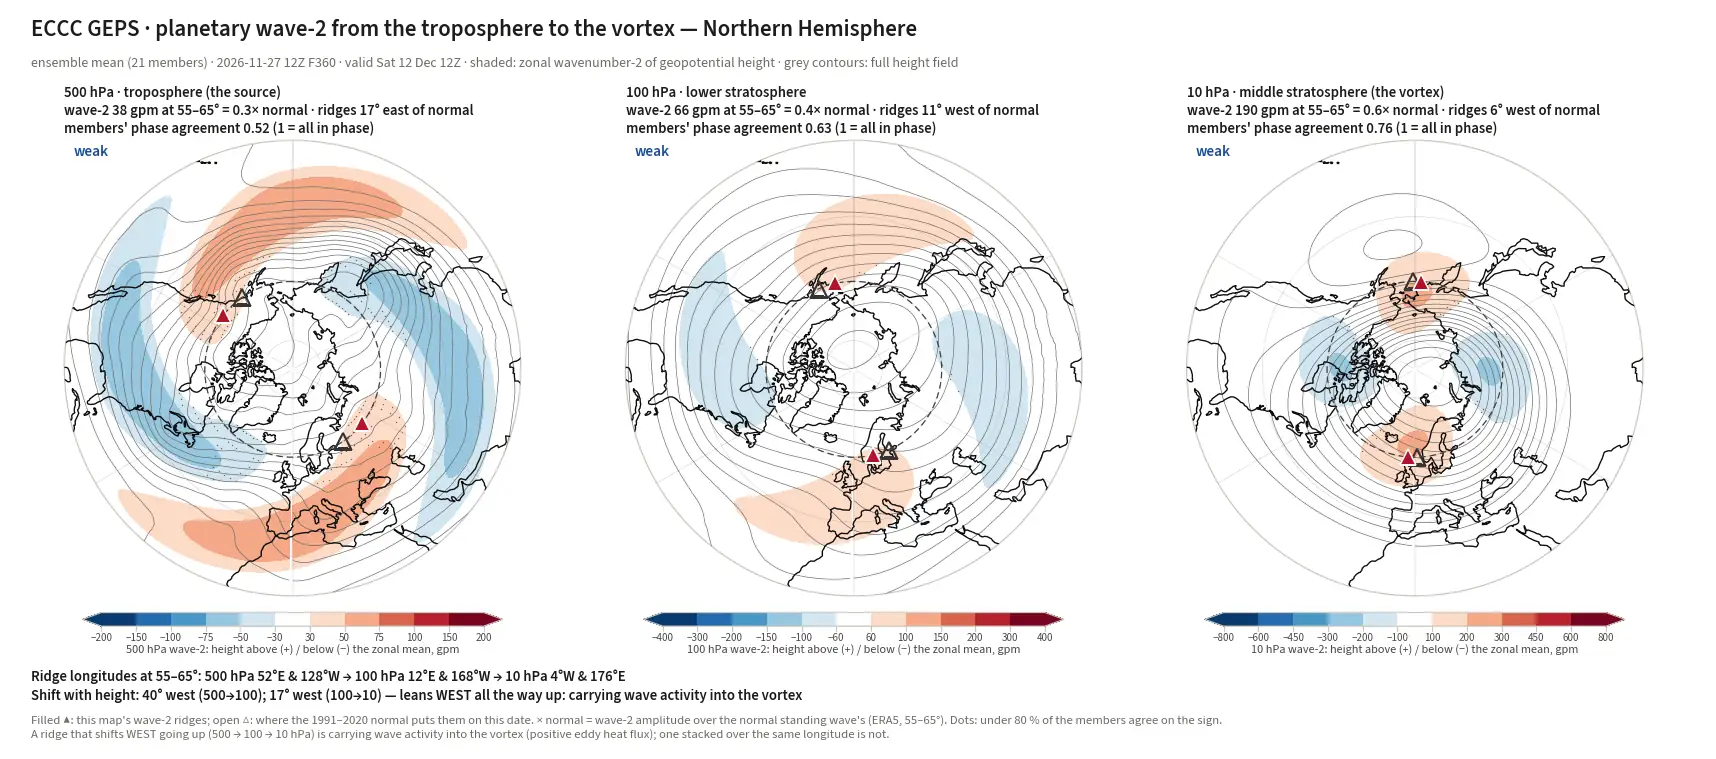 ECCC GEPS · planetary wave-2 from the troposphere to the vortex — Northern Hemisphere
ensemble mean (21 members) · 2026-11-27 12Z F360 · valid Sat 12 Dec 12Z · shaded: zonal wavenumber-2 of geopotential height · grey contours: full height field
500 hPa · troposphere (the source)
wave-2 38 gpm at 55–65° = 0.3× normal · ridges 17° east of normal
members' phase agreement 0.52 (1 = all in phase)
weak
100 hPa · lower stratosphere
wave-2 66 gpm at 55–65° = 0.4× normal · ridges 11° west of normal
members' phase agreement 0.63 (1 = all in phase)
weak
10 hPa · middle stratosphere (the vortex)
wave-2 190 gpm at 55–65° = 0.6× normal · ridges 6° west of normal
members' phase agreement 0.76 (1 = all in phase)
weak
−200 −150 −100 −75 −50 −30 30 50 75 100 150 200
500 hPa wave-2: height above (+) / below (−) the zonal mean, gpm
−400 −300 −200 −150 −100 −60 60 100 150 200 300 400
100 hPa wave-2: height above (+) / below (−) the zonal mean, gpm
−800 −600 −450 −300 −200 −100 100 200 300 450 600 800
10 hPa wave-2: height above (+) / below (−) the zonal mean, gpm
Ridge longitudes at 55–65°: 500 hPa 52°E & 128°W → 100 hPa 12°E & 168°W → 10 hPa 4°W & 176°E
Shift with height: 40° west (500→100); 17° west (100→10) — leans WEST all the way up: carrying wave activity into the vortex
Filled ▲: this map's wave-2 ridges; open △: where the 1991–2020 normal puts them on this date. × normal = wave-2 amplitude over the normal standing wave's (ERA5, 55–65°). Dots: under 80 % of the members agree on the sign.
A ridge that shifts WEST going up (500 → 100 → 10 hPa) is carrying wave activity into the vortex (positive eddy heat flux); one stacked over the same longitude is not.